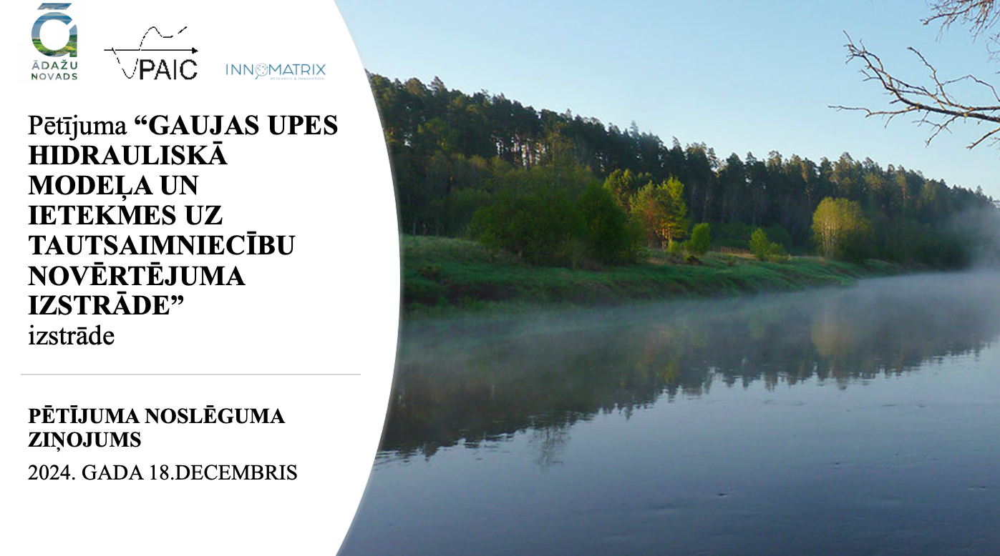 ĀDAŽU
NOVADS
PAIC
INNOMATRIX
RESEARCH & INNOVATION
Pētījuma “GAUJAS UPES
HIDRAULISKĀ
MODEĻA UN
IETEKMES UZ
TAUTSAIMNIECĪBU
NOVĒRTĒJUMA
IZSTRĀDE”
izstrāde
PĒTĪJUMA NOSLĒGUMA
ZIŅOJUMS
2024. GADA 18.DECEMBRIS